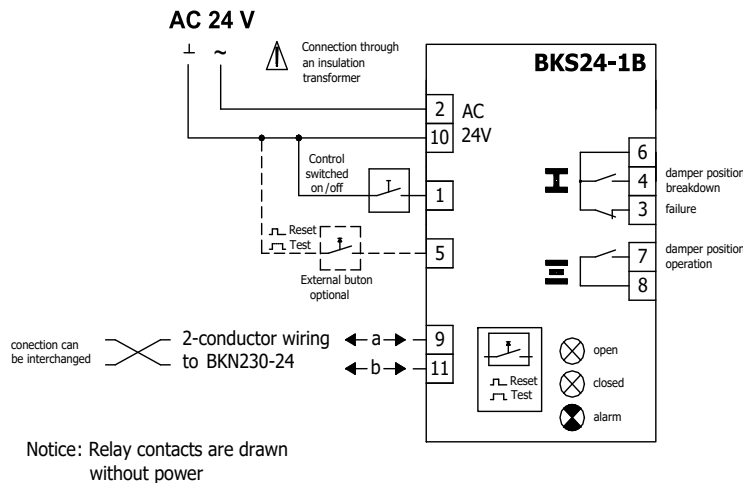 AC 24 V
⊥ ~
Connection through
an insulation
transformer
BKS24-1B
2
AC
10
24V
Control
switched
on/off
1
Reset
Test
5
External buton
optional
6
4
damper position
breakdown
3
failure
7
damper position
operation
8
conection can
be interchanged
2-conductor wiring
to BKN230-24
a
b
9
11
Reset
Test
open
closed
alarm
Notice: Relay contacts are drawn
without power